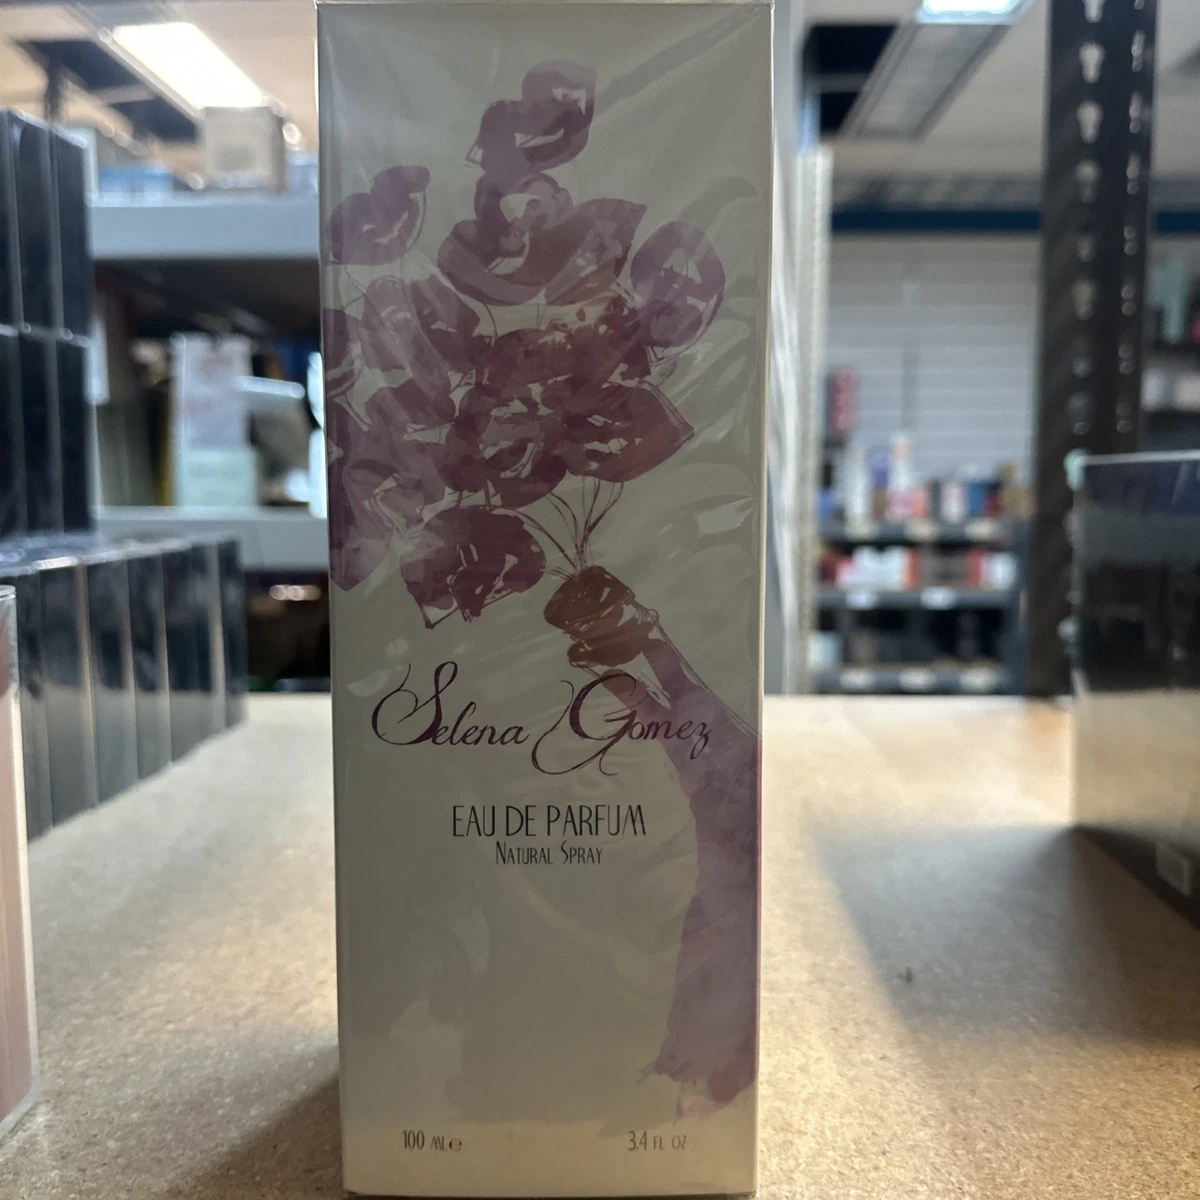 Selena Gomez
EAU DE PARFUM
NATURAL SPRAY
100 ML ℮ 3.4 FL OZ